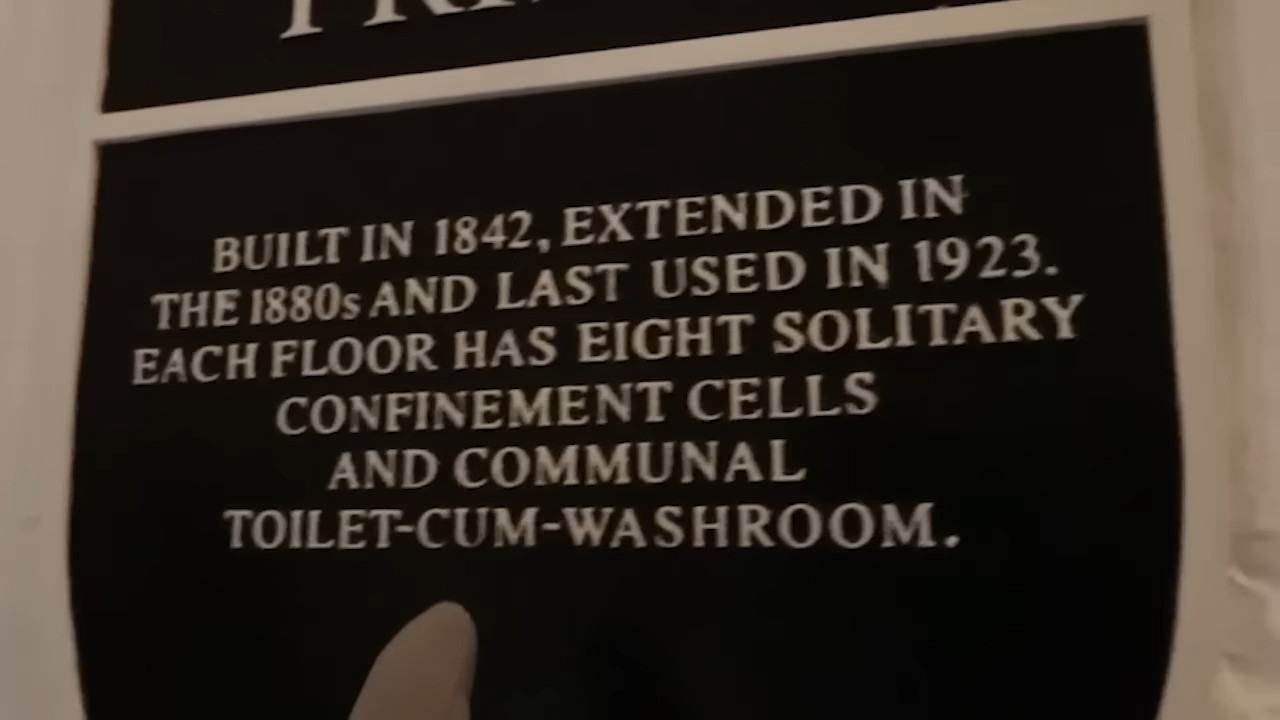 BUILT IN 1842, EXTENDED IN
THE 1880s AND LAST USED IN 1923.
EACH FLOOR HAS EIGHT SOLITARY
CONFINEMENT CELLS
AND COMMUNAL
TOILET-CUM-WASHROOM.